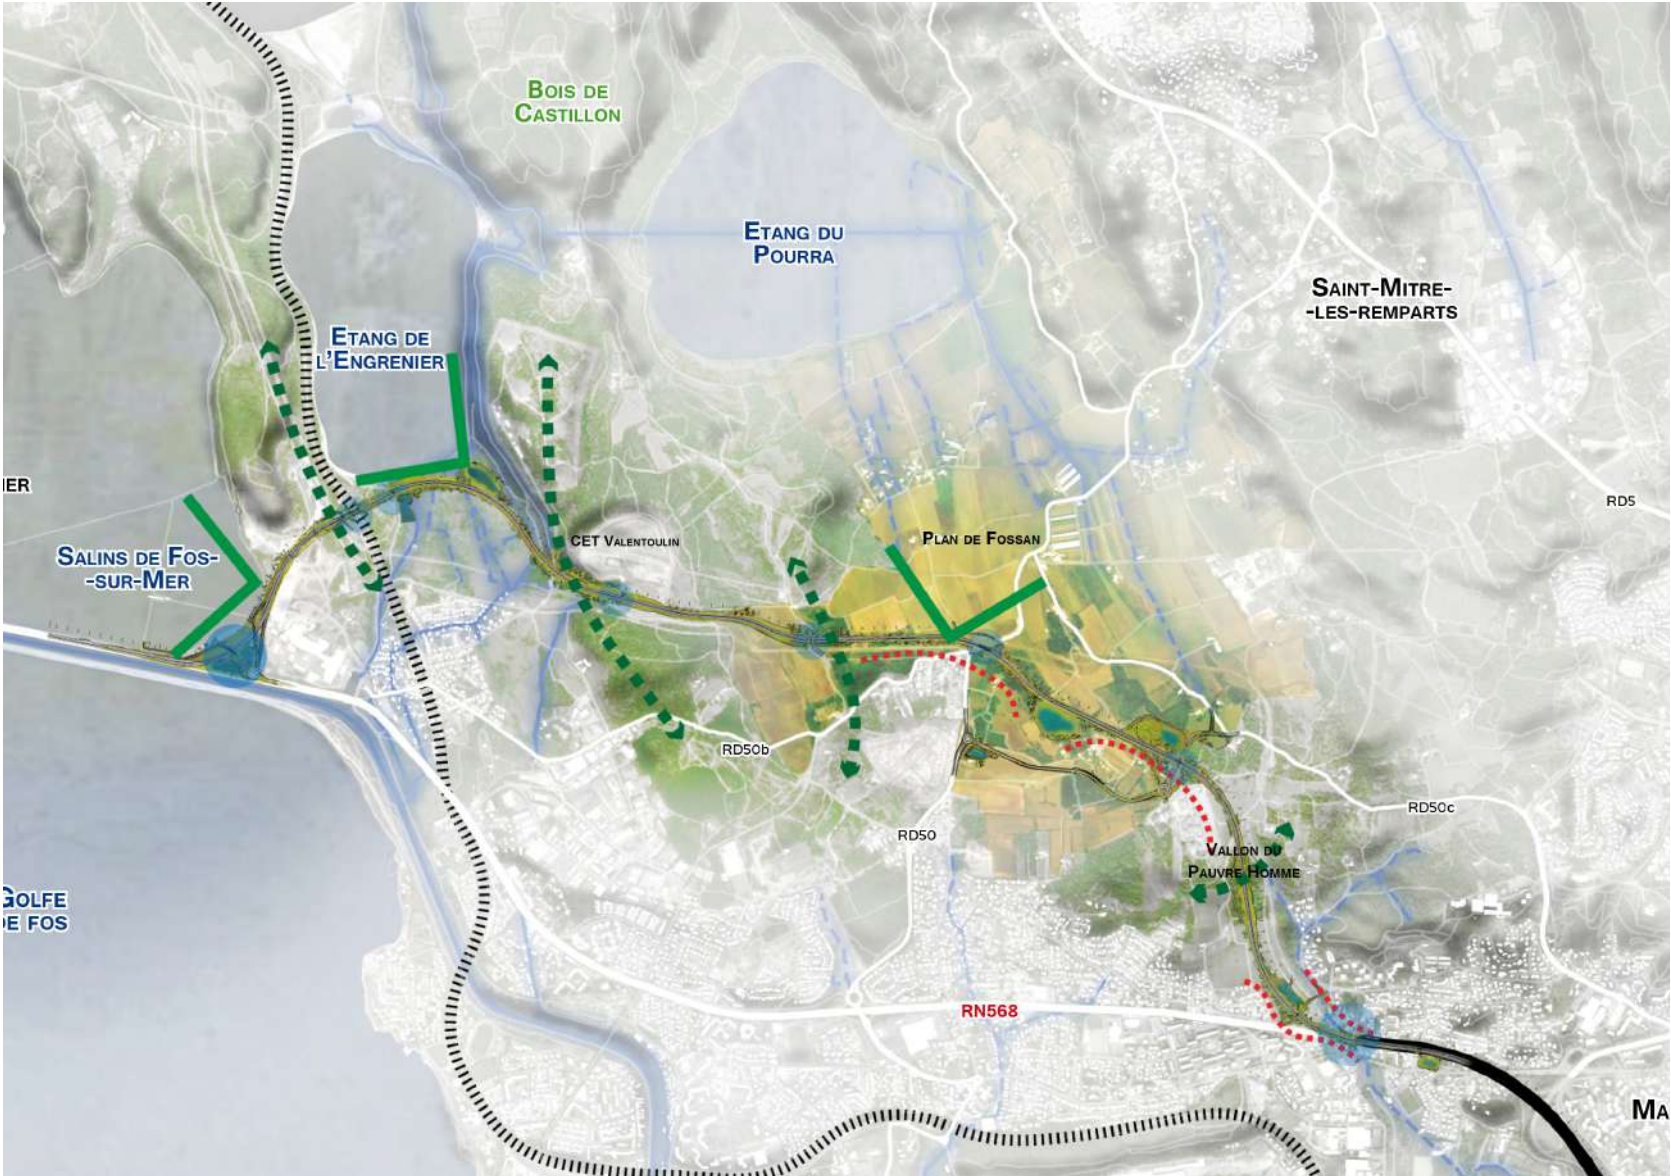 BOIS DE
CASTILLON
ETANG DU
POURRA
SAINT-MITRE-
-LES-REMPARTS
ETANG DE
L'ENGRENIER
IER
RD5
CET VALENTOULIN
PLAN DE FOSSAN
SALINS DE FOS-
-SUR-MER
RD50b
RD50c
RD50
VALLON DU
PAUVRE HOMME
GOLFE
DE FOS
RN568
MA